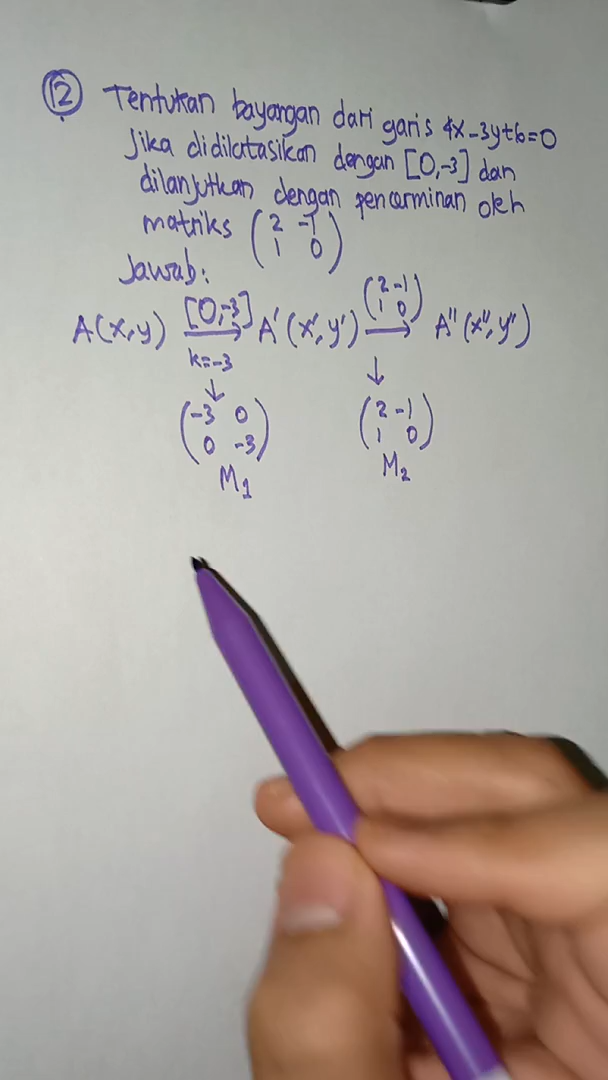 12 Tentukan bayangan dari garis 4x-3y+6=0
Jika didilatasikan dengan [0,-3] dan
dilanjutkan dengan pencerminan oleh
matriks (2 -1
1 0)
Jawab:
A(x,y) [0,-3] → k=-3 A'(x',y') (2 -1
1 0) → A''(x'',y'')
↓ ↓
(-3 0
0 -3) (2 -1
1 0)
M1 M2